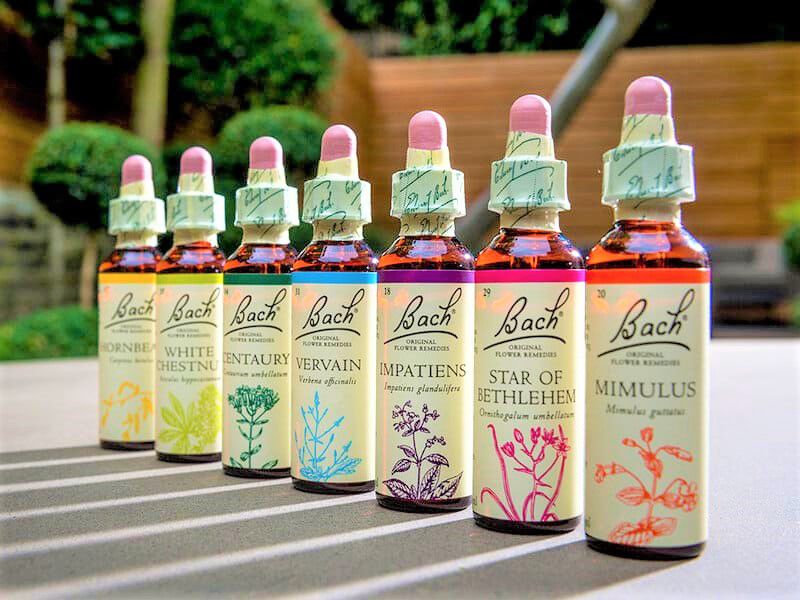 Bach®
ORIGINAL
FLOWER REMEDIES
HORNBEA
Bach®
ORIGINAL
FLOWER REMEDIES
WHITE
CHESTNU
Bach®
ORIGINAL
FLOWER REMEDIES
CENTAURY
Centaurium umbellatum
31
Bach®
ORIGINAL
FLOWER REMEDIES
VERVAIN
Verbena officinalis
18
Bach®
ORIGINAL
FLOWER REMEDIES
IMPATIENS
Impatiens glandulifera
29
Bach®
ORIGINAL
FLOWER REMEDIES
STAR OF
BETHLEHEM
Ornithogalum umbellatum
20
Bach®
ORIGINAL
FLOWER REMEDIES
MIMULUS
Mimulus guttatus